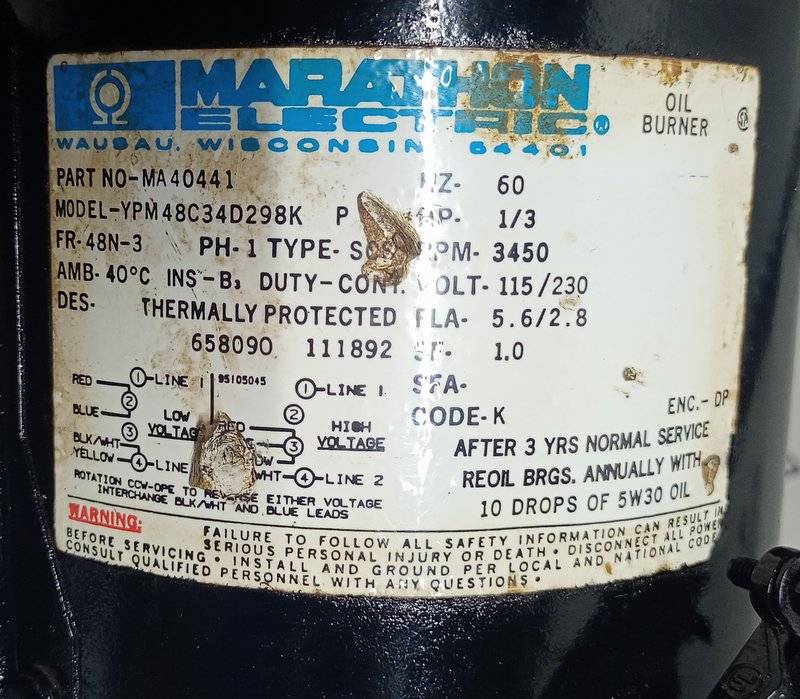 MARATHON
ELECTRIC®
WAUSAU, WISCONSIN 54401
OIL
BURNER
PART NO-MA40441
HZ- 60
MODEL-YPM48C34D298K P
HP- 1/3
FR-48N-3 PH-1 TYPE-
RPM- 3450
AMB-40°C INS-B3 DUTY-CONT.
VOLT- 115/230
DES- THERMALLY PROTECTED
FLA- 5.6/2.8
658090 111892
SF- 1.0
SFA-
CODE-K
ENC.- DP
AFTER 3 YRS NORMAL SERVICE
REOIL BRGS. ANNUALLY WITH
10 DROPS OF 5W30 OIL
95105045
RED
1 LINE 1
2
BLUE
LOW
VOLTAGE
BLK/WHT
3
YELLOW
4 LINE
1 LINE 1
2
RED
HIGH
VOLTAGE
3
WHT 4 LINE 2
ROTATION CCW-OPE TO REVERSE EITHER VOLTAGE
INTERCHANGE BLK/WHT AND BLUE LEADS
WARNING:
FAILURE TO FOLLOW ALL SAFETY INFORMATION CAN RESULT IN
SERIOUS PERSONAL INJURY OR DEATH • DISCONNECT ALL POWER
BEFORE SERVICING • INSTALL AND GROUND PER LOCAL AND NATIONAL CODE
CONSULT QUALIFIED PERSONNEL WITH ANY QUESTIONS •